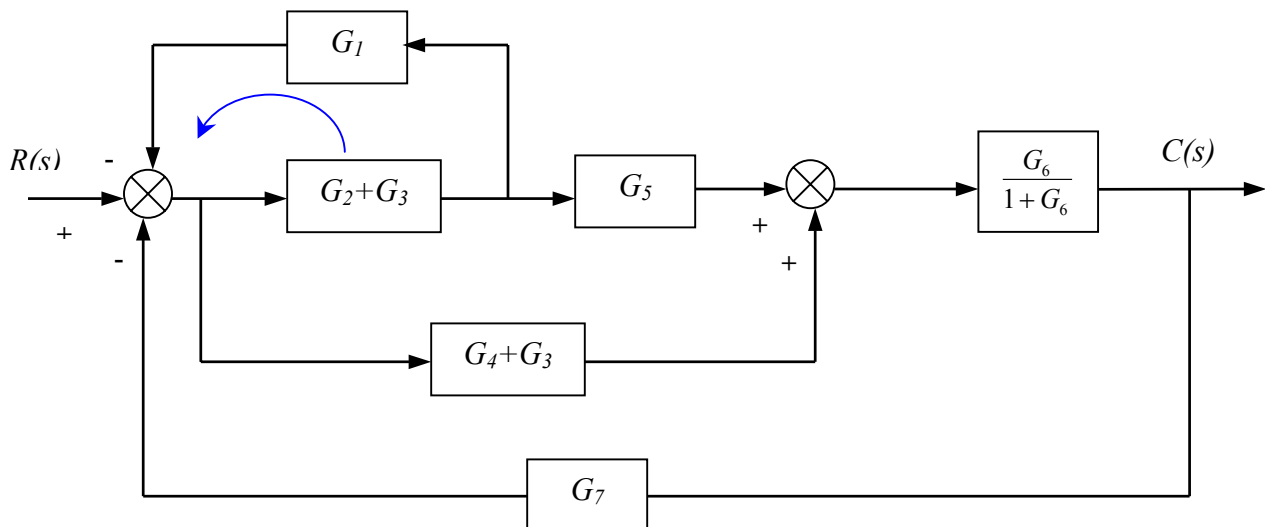 G₁
R(s)
-
C(s)
G₂+G₃
G₅
G₆
1+G₆
+
-
+
+
G₄+G₃
G₇